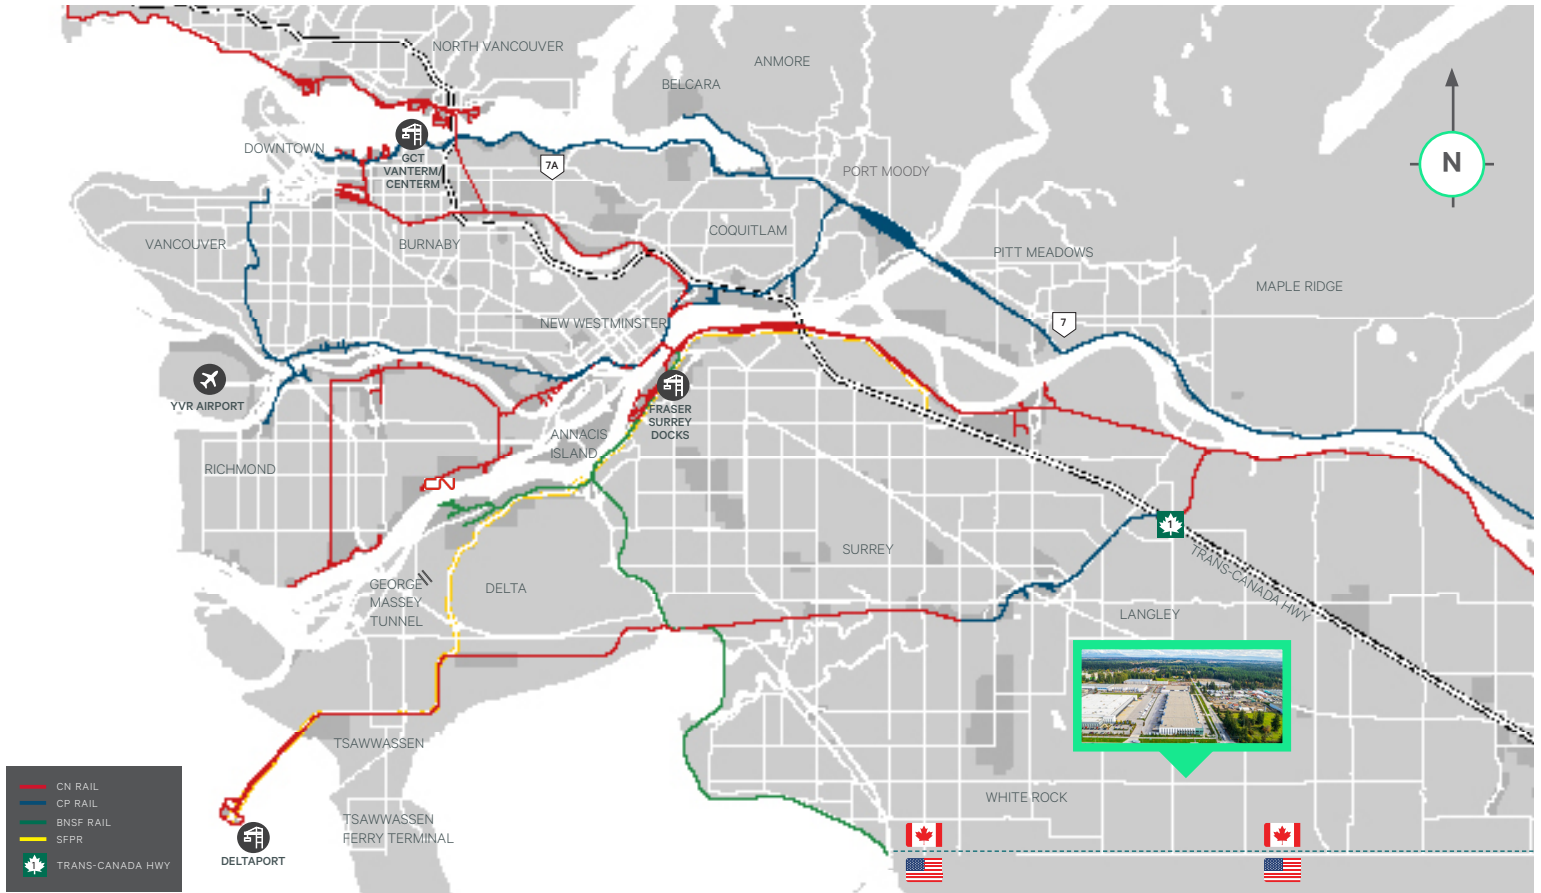 NORTH VANCOUVER
ANMORE
BELCARA
N
DOWNTOWN
GCT
VANTERM/
CENTERM
7A
PORT MOODY
COQUITLAM
VANCOUVER
BURNABY
PITT MEADOWS
MAPLE RIDGE
NEW WESTMINSTER
7
YVR AIRPORT
FRASER
SURREY
DOCKS
ANNACIS
ISLAND
RICHMOND
CN
1
SURREY
TRANS-CANADA HWY
GEORGE
MASSEY
TUNNEL
DELTA
LANGLEY
TSAWWASSEN
WHITE ROCK
TSAWWASSEN
FERRY TERMINAL
DELTAPORT
CN RAIL
CP RAIL
BNSF RAIL
SFPR
1
TRANS-CANADA HWY